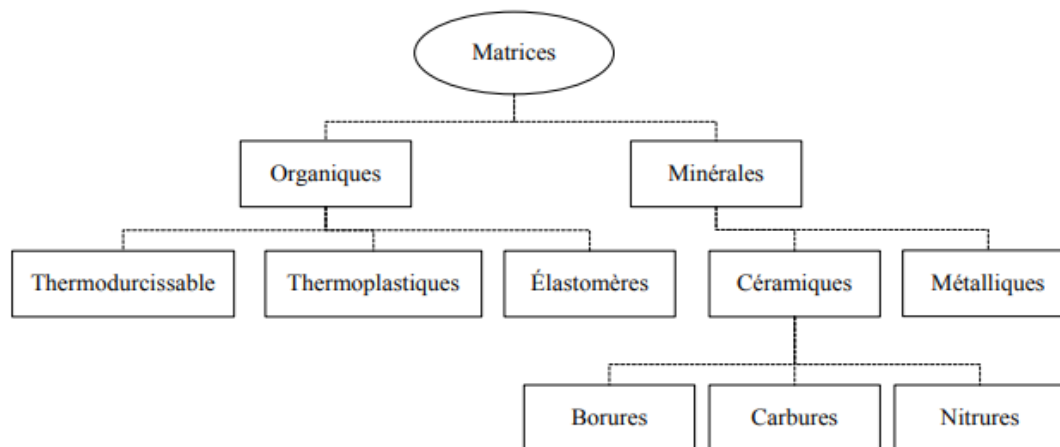 Matrices
Organiques
Minérales
Thermodurcissable
Thermoplastiques
Élastomères
Céramiques
Métalliques
Borures
Carbures
Nitrures